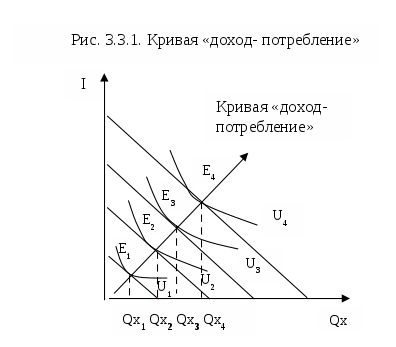 Рис. 3.3.1. Кривая «доход- потребление»
I
Кривая «доход-
потребление»
E4
E3
E2
E1
U4
U3
U2
U1
Qx1 Qx2 Qx3 Qx4
Qx